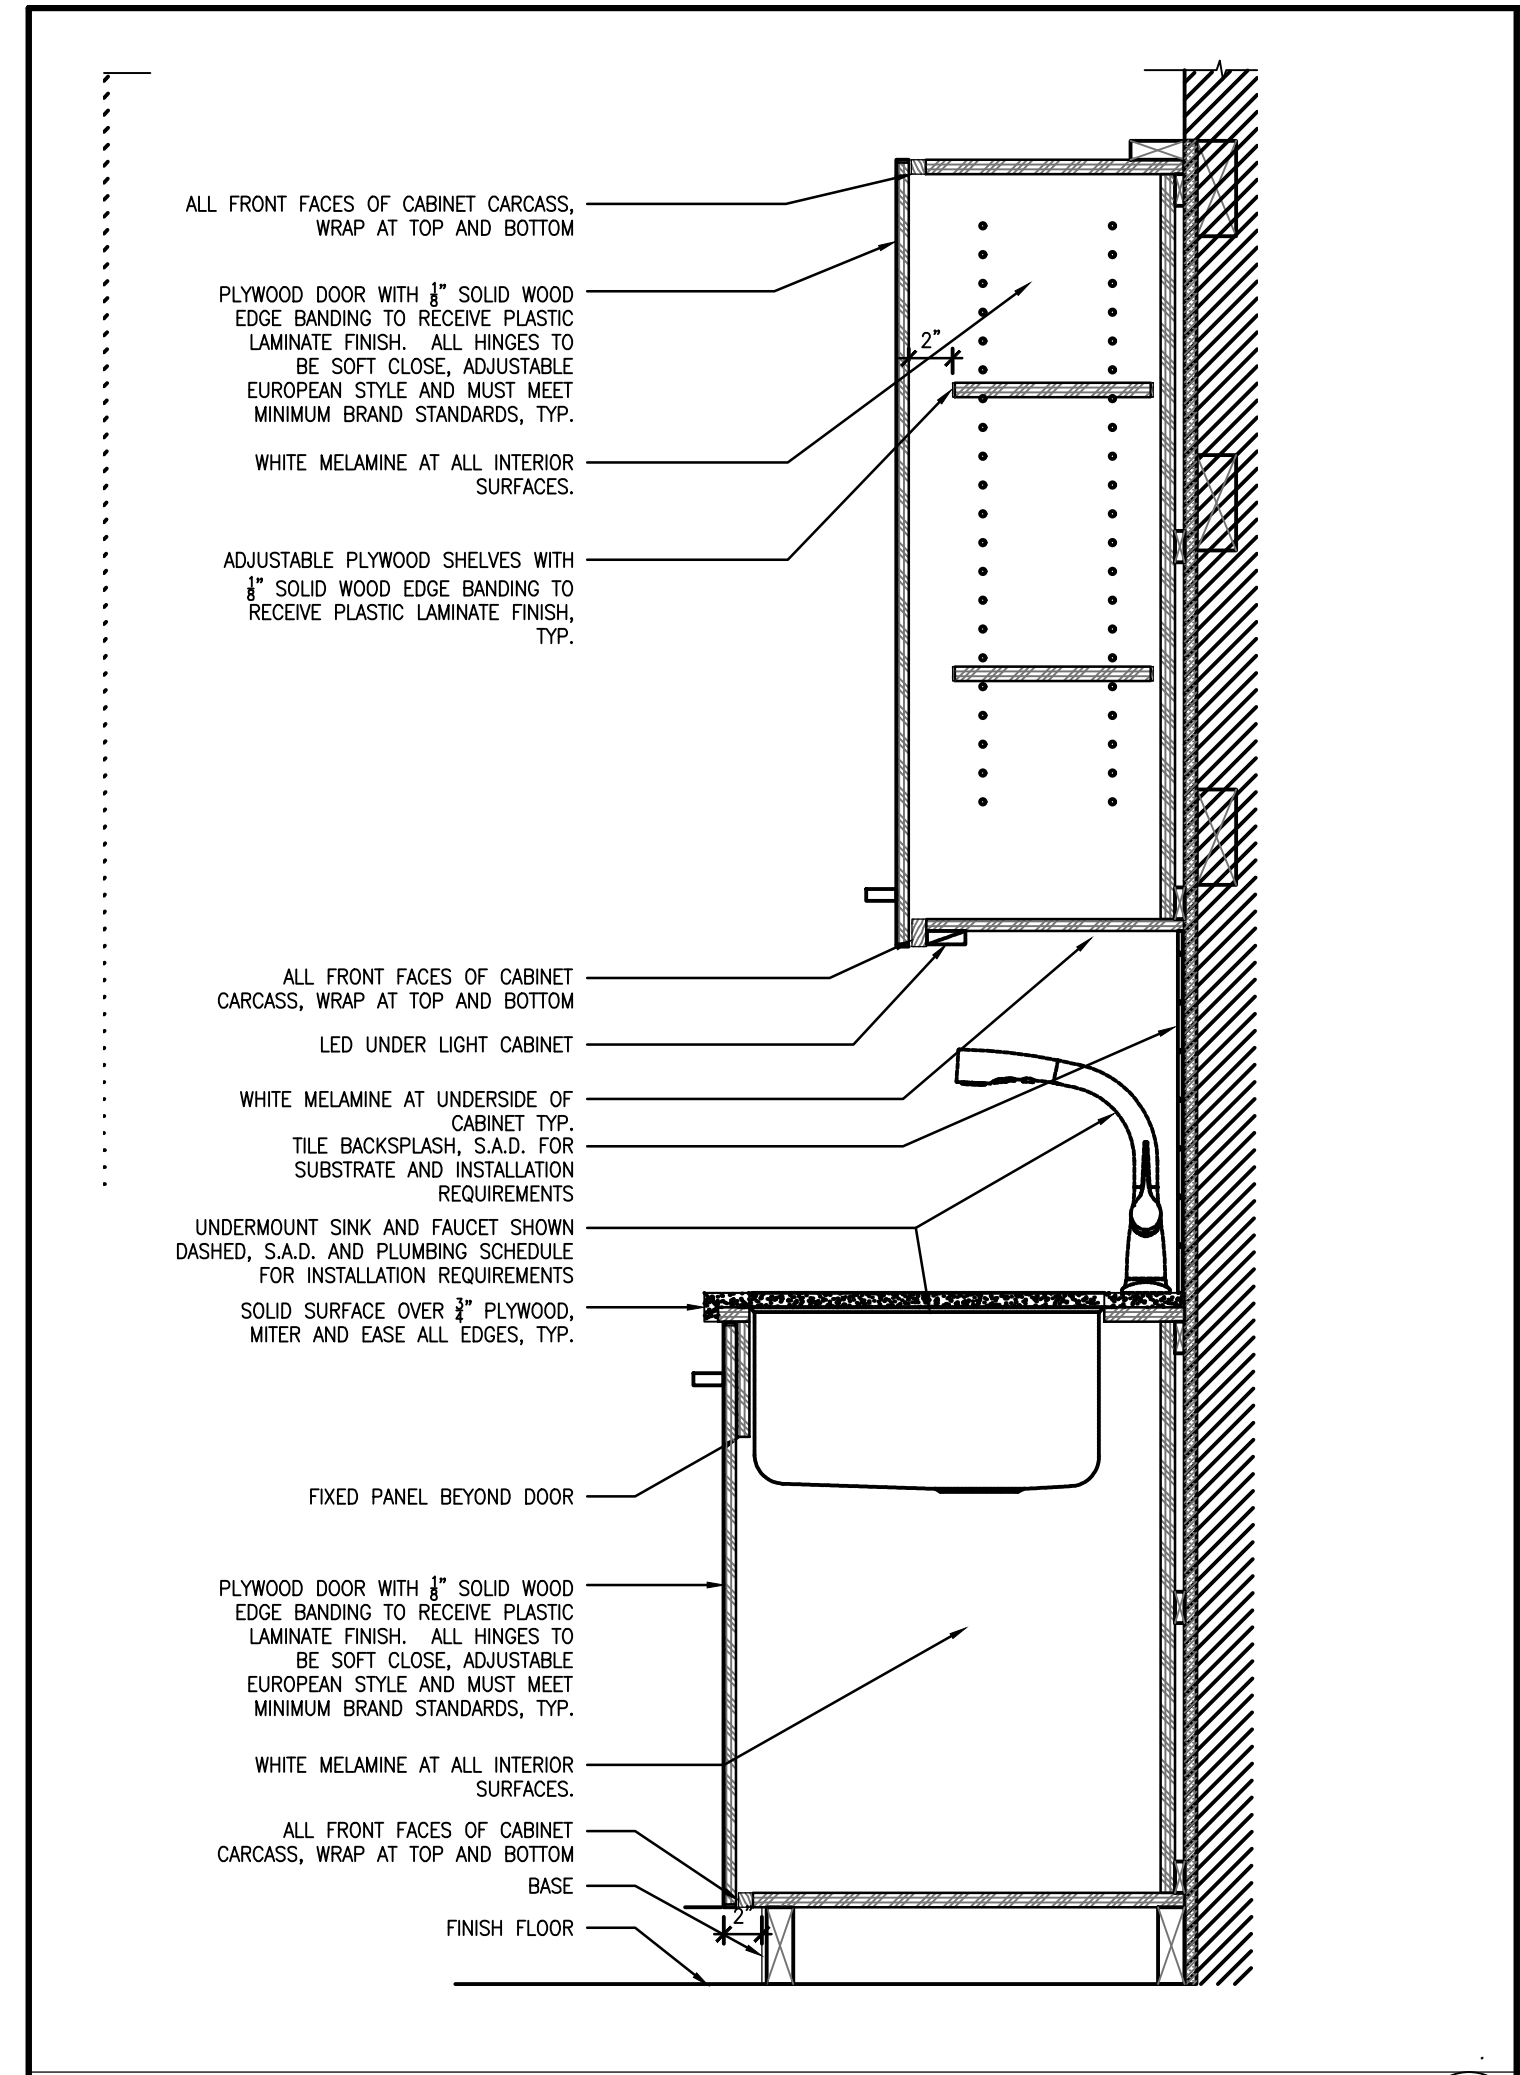 ALL FRONT FACES OF CABINET CARCASS,
WRAP AT TOP AND BOTTOM
PLYWOOD DOOR WITH 1/8" SOLID WOOD
EDGE BANDING TO RECEIVE PLASTIC
LAMINATE FINISH. ALL HINGES TO
BE SOFT CLOSE, ADJUSTABLE
EUROPEAN STYLE AND MUST MEET
MINIMUM BRAND STANDARDS, TYP.
2"
WHITE MELAMINE AT ALL INTERIOR
SURFACES.
ADJUSTABLE PLYWOOD SHELVES WITH
1/8" SOLID WOOD EDGE BANDING TO
RECEIVE PLASTIC LAMINATE FINISH,
TYP.
ALL FRONT FACES OF CABINET
CARCASS, WRAP AT TOP AND BOTTOM
LED UNDER LIGHT CABINET
WHITE MELAMINE AT UNDERSIDE OF
CABINET TYP.
TILE BACKSPLASH, S.A.D. FOR
SUBSTRATE AND INSTALLATION
REQUIREMENTS
UNDERMOUNT SINK AND FAUCET SHOWN
DASHED, S.A.D. AND PLUMBING SCHEDULE
FOR INSTALLATION REQUIREMENTS
SOLID SURFACE OVER 3/4" PLYWOOD,
MITER AND EASE ALL EDGES, TYP.
FIXED PANEL BEYOND DOOR
PLYWOOD DOOR WITH 1/8" SOLID WOOD
EDGE BANDING TO RECEIVE PLASTIC
LAMINATE FINISH. ALL HINGES TO
BE SOFT CLOSE, ADJUSTABLE
EUROPEAN STYLE AND MUST MEET
MINIMUM BRAND STANDARDS, TYP.
WHITE MELAMINE AT ALL INTERIOR
SURFACES.
ALL FRONT FACES OF CABINET
CARCASS, WRAP AT TOP AND BOTTOM
BASE
2"
FINISH FLOOR